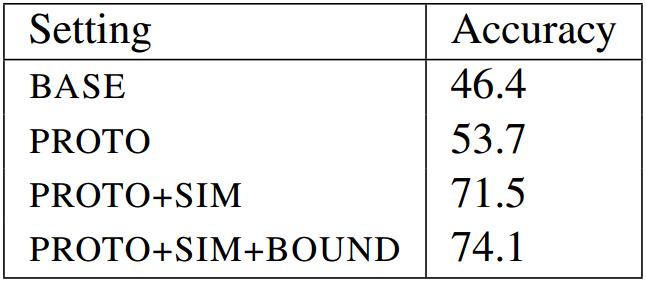 Setting Accuracy
BASE 46.4
PROTO 53.7
PROTO+SIM 71.5
PROTO+SIM+BOUND 74.1